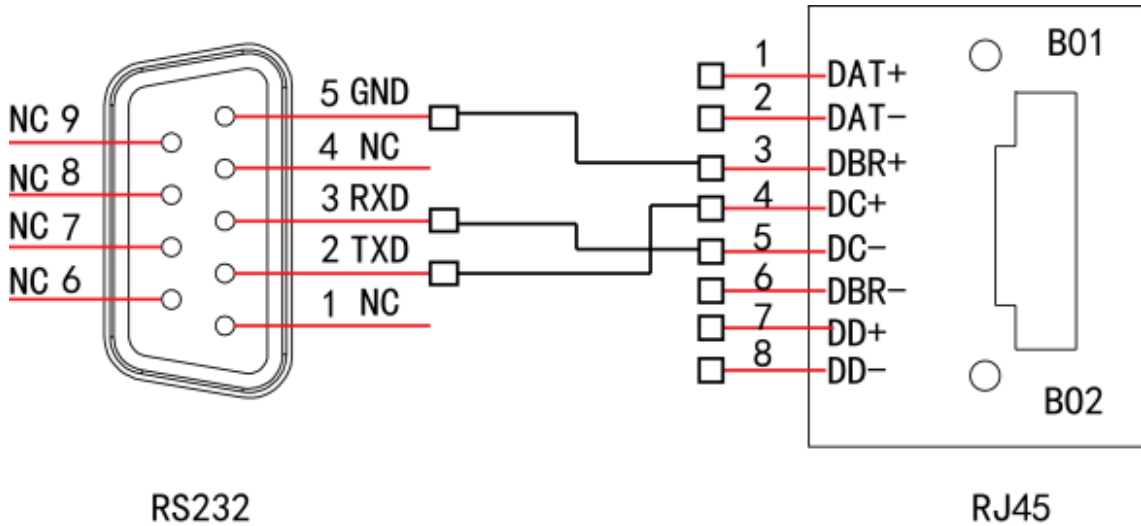 NC 9
NC 8
NC 7
NC 6
5 GND
4 NC
3 RXD
2 TXD
1 NC
RS232
1 DAT+
2 DAT-
3 DBR+
4 DC+
5 DC-
6 DBR-
7 DD+
8 DD-
B01
B02
RJ45